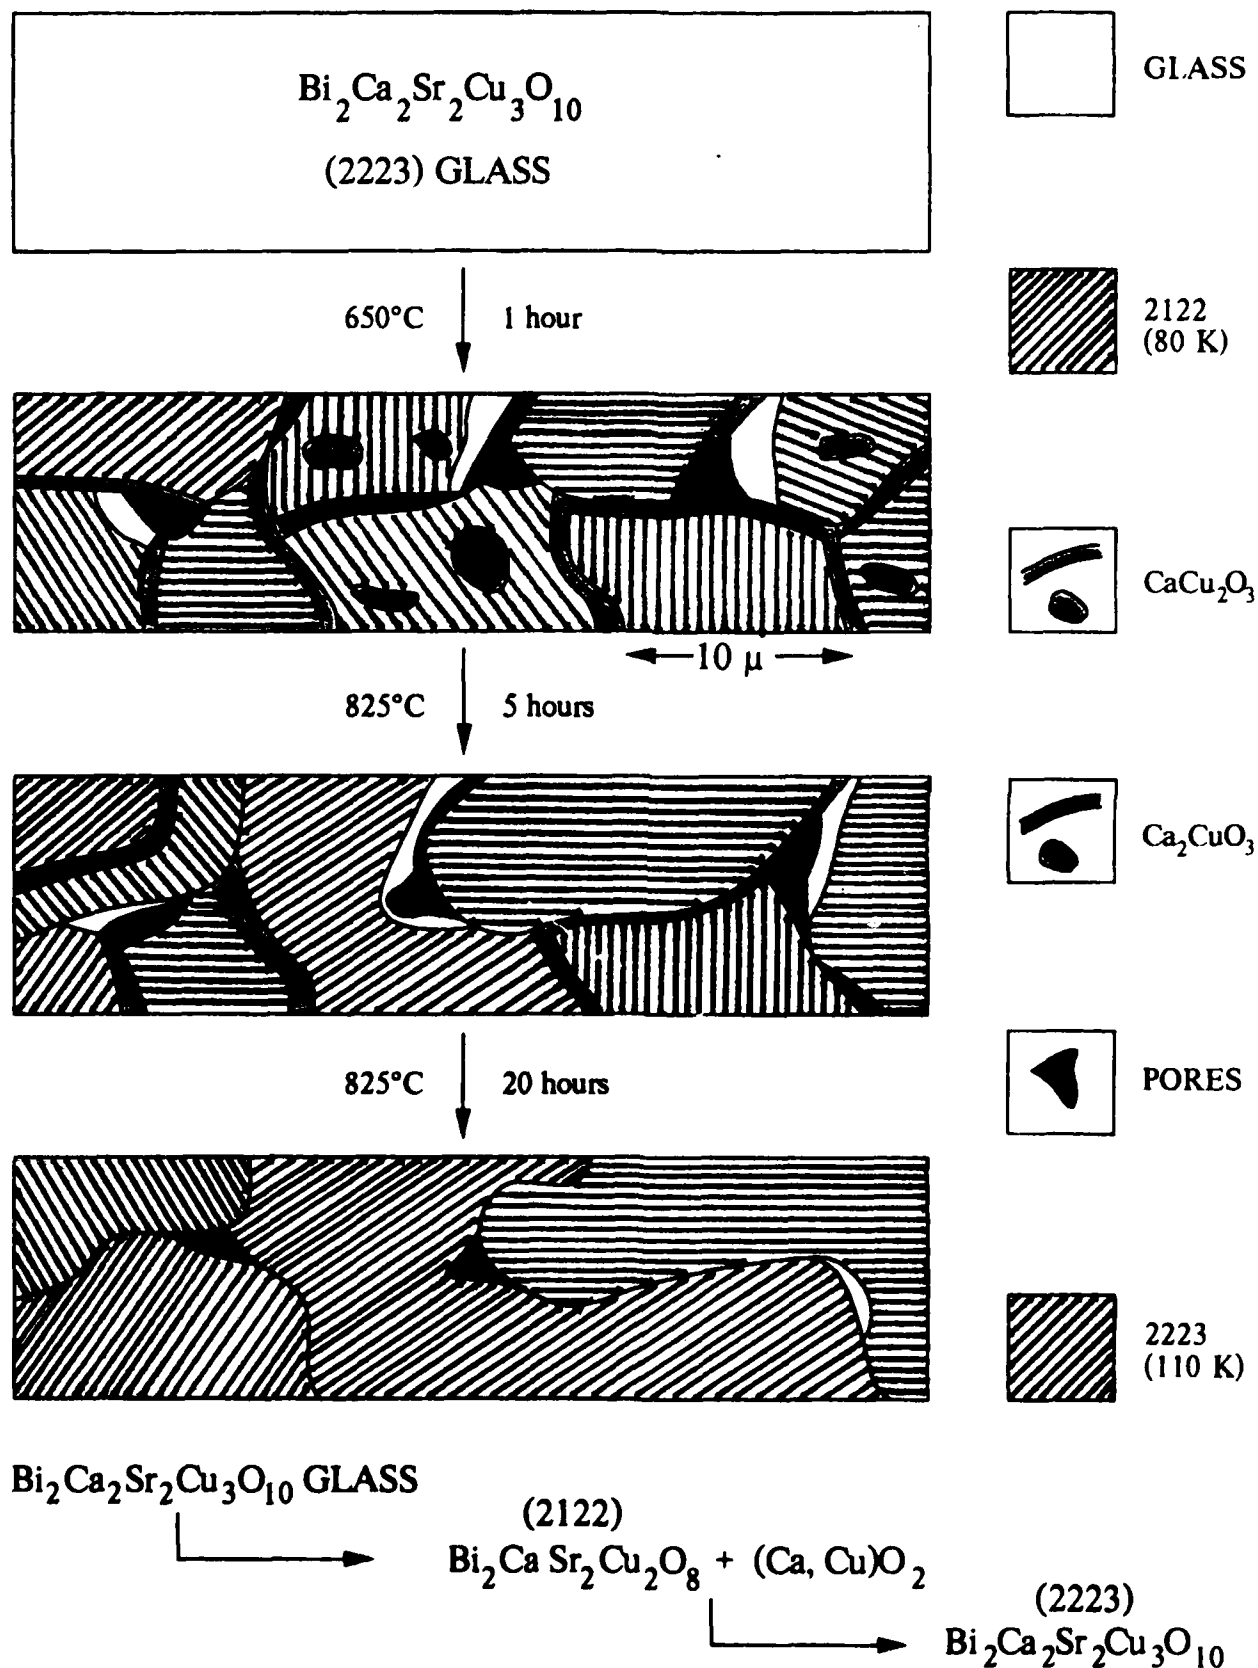 Bi₂Ca₂Sr₂Cu₃O₁₀
(2223) GLASS
GLASS
650°C 1 hour
2122
(80 K)
CaCu₂O₃
10 μ
825°C 5 hours
Ca₂CuO₃
825°C 20 hours
PORES
2223
(110 K)
Bi₂Ca₂Sr₂Cu₃O₁₀ GLASS
(2122)
Bi₂Ca Sr₂Cu₂O₈ + (Ca, Cu)O₂
(2223)
Bi₂Ca₂Sr₂Cu₃O₁₀